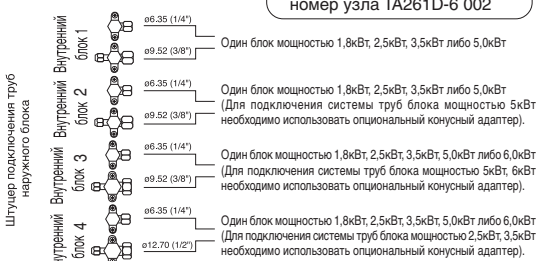 номер узла TA261D-6 002
Штуцер подключения труб
наружного блока
Внутренний
блок 1
ø6.35 (1/4")
ø9.52 (3/8")
Один блок мощностью 1,8кВт, 2,5кВт, 3,5кВт либо 5,0кВт
Внутренний
блок 2
ø6.35 (1/4")
ø9.52 (3/8")
Один блок мощностью 1,8кВт, 2,5кВт, 3,5кВт либо 5,0кВт
(Для подключения системы труб блока мощностью 5кВт
необходимо использовать опциональный конусный адаптер).
Внутренний
блок 3
ø6.35 (1/4")
ø9.52 (3/8")
Один блок мощностью 1,8кВт, 2,5кВт, 3,5кВт, 5,0кВт либо 6,0кВт
(Для подключения системы труб блока мощностью 5кВт, 6кВт
необходимо использовать опциональный конусный адаптер).
Внутренний
блок 4
ø6.35 (1/4")
ø12.70 (1/2")
Один блок мощностью 1,8кВт, 2,5кВт, 3,5кВт, 5,0кВт либо 6,0кВт
(Для подключения системы труб блока мощностью 2,5кВт, 3,5кВт
необходимо использовать опциональный конусный адаптер).